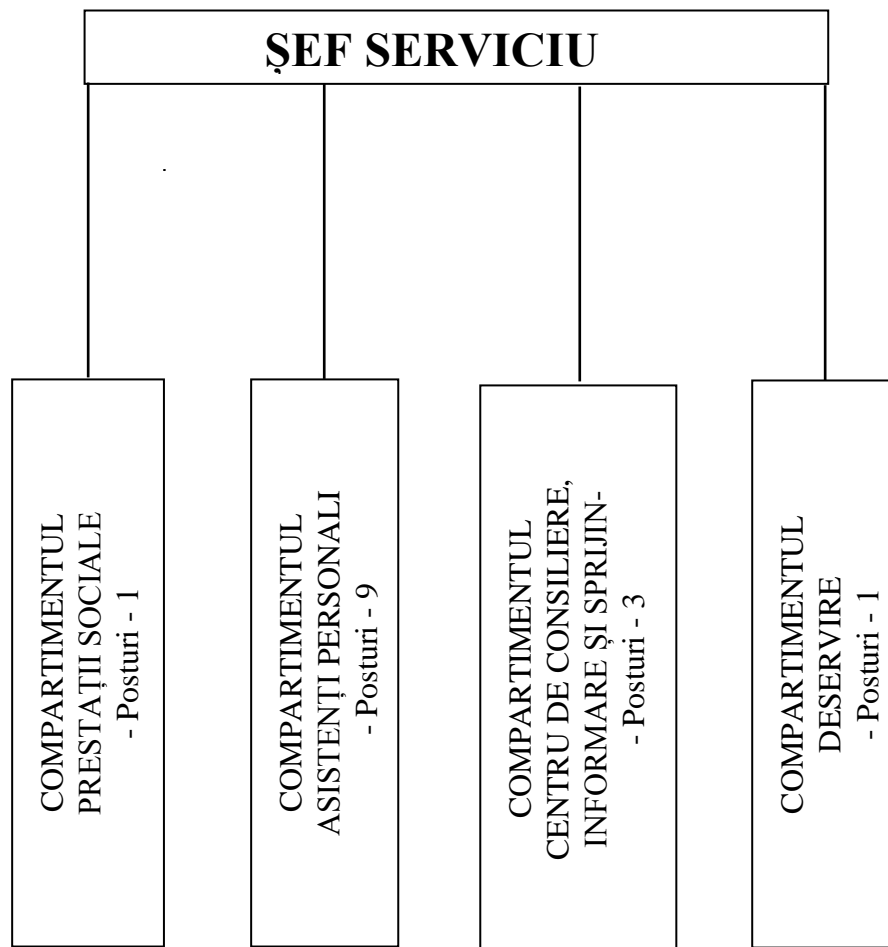 ȘEF SERVICIU
COMPARTIMENTUL
PRESTAȚII SOCIALE
- Posturi - 1
COMPARTIMENTUL
ASISTENȚI PERSONALI
- Posturi - 9
COMPARTIMENTUL
CENTRU DE CONSILIERE,
INFORMARE ȘI SPRIJIN-
- Posturi - 3
COMPARTIMENTUL
DESERVIRE
- Posturi - 1